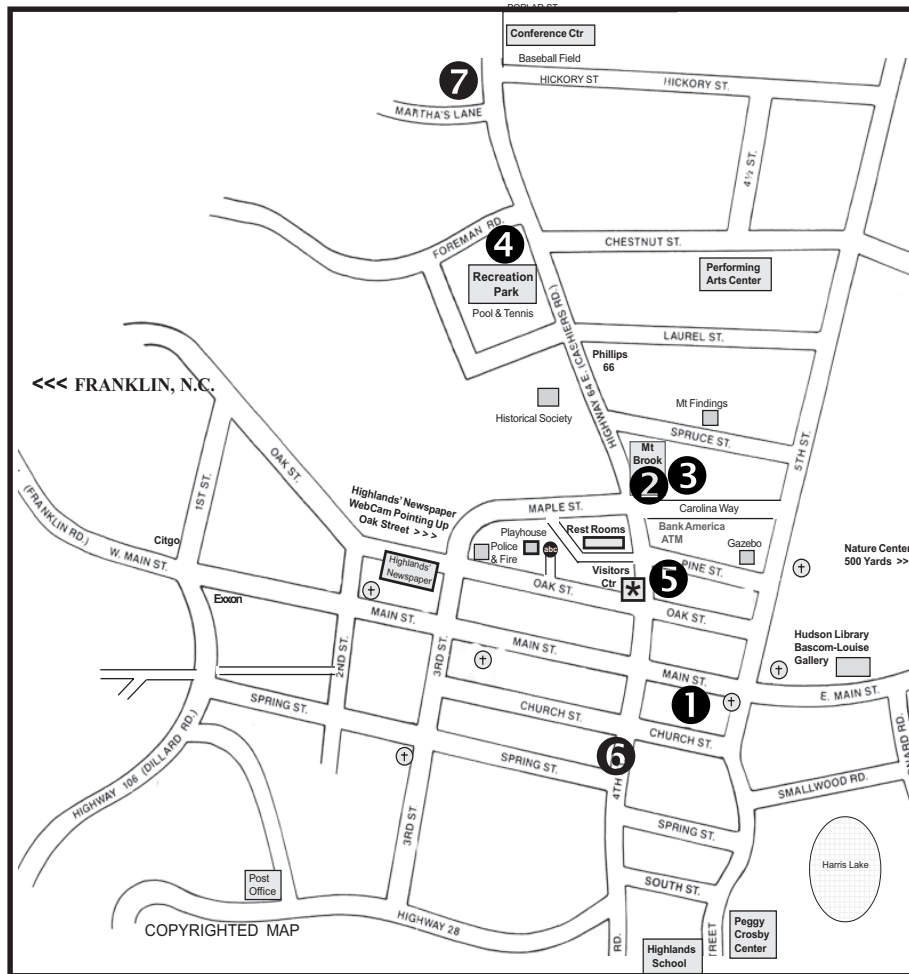 POPLAR ST
Conference Ctr
Baseball Field
HICKORY ST
HICKORY ST.
7
MARTHA'S LANE
4½ ST.
FOREMAN RD.
4
CHESTNUT ST.
Recreation
Park
Pool & Tennis
Performing
Arts Center
HIGHWAY 64 E. (CASHIERS RD.)
LAUREL ST.
Phillips
66
<<< FRANKLIN, N.C.
Historical Society
Mt Findings
SPRUCE ST.
5TH ST.
Mt
Brook
2
3
OAK ST.
1ST ST.
Highlands' Newspaper
WebCam Pointing Up
Oak Street > > >
MAPLE ST.
Carolina Way
(FRANKLIN RD.)
W. MAIN ST.
Citgo
Playhouse
Police
& Fire
abc
Rest Rooms
Bank America
ATM
Gazebo
Nature Center
500 Yards >>
PINE ST.
Highlands'
Newspaper
Visitors
Ctr
*
5
OAK ST.
OAK ST.
Exxon
MAIN ST.
MAIN ST.
MAIN ST.
Hudson Library
Bascom-Louise
Gallery
2ND ST.
3RD ST.
E. MAIN ST.
SPRING ST.
CHURCH ST.
1
CHURCH ST.
6
4TH
SPRING ST.
HIGHWAY 106 (DILLARD RD.)
SMALLWOOD RD.
3RD ST.
SPRING ST.
Harris Lake
Post
Office
SOUTH ST.
HIGHWAY 28
COPYRIGHTED MAP
RD.
Highlands
School
Peggy
Crosby
Center